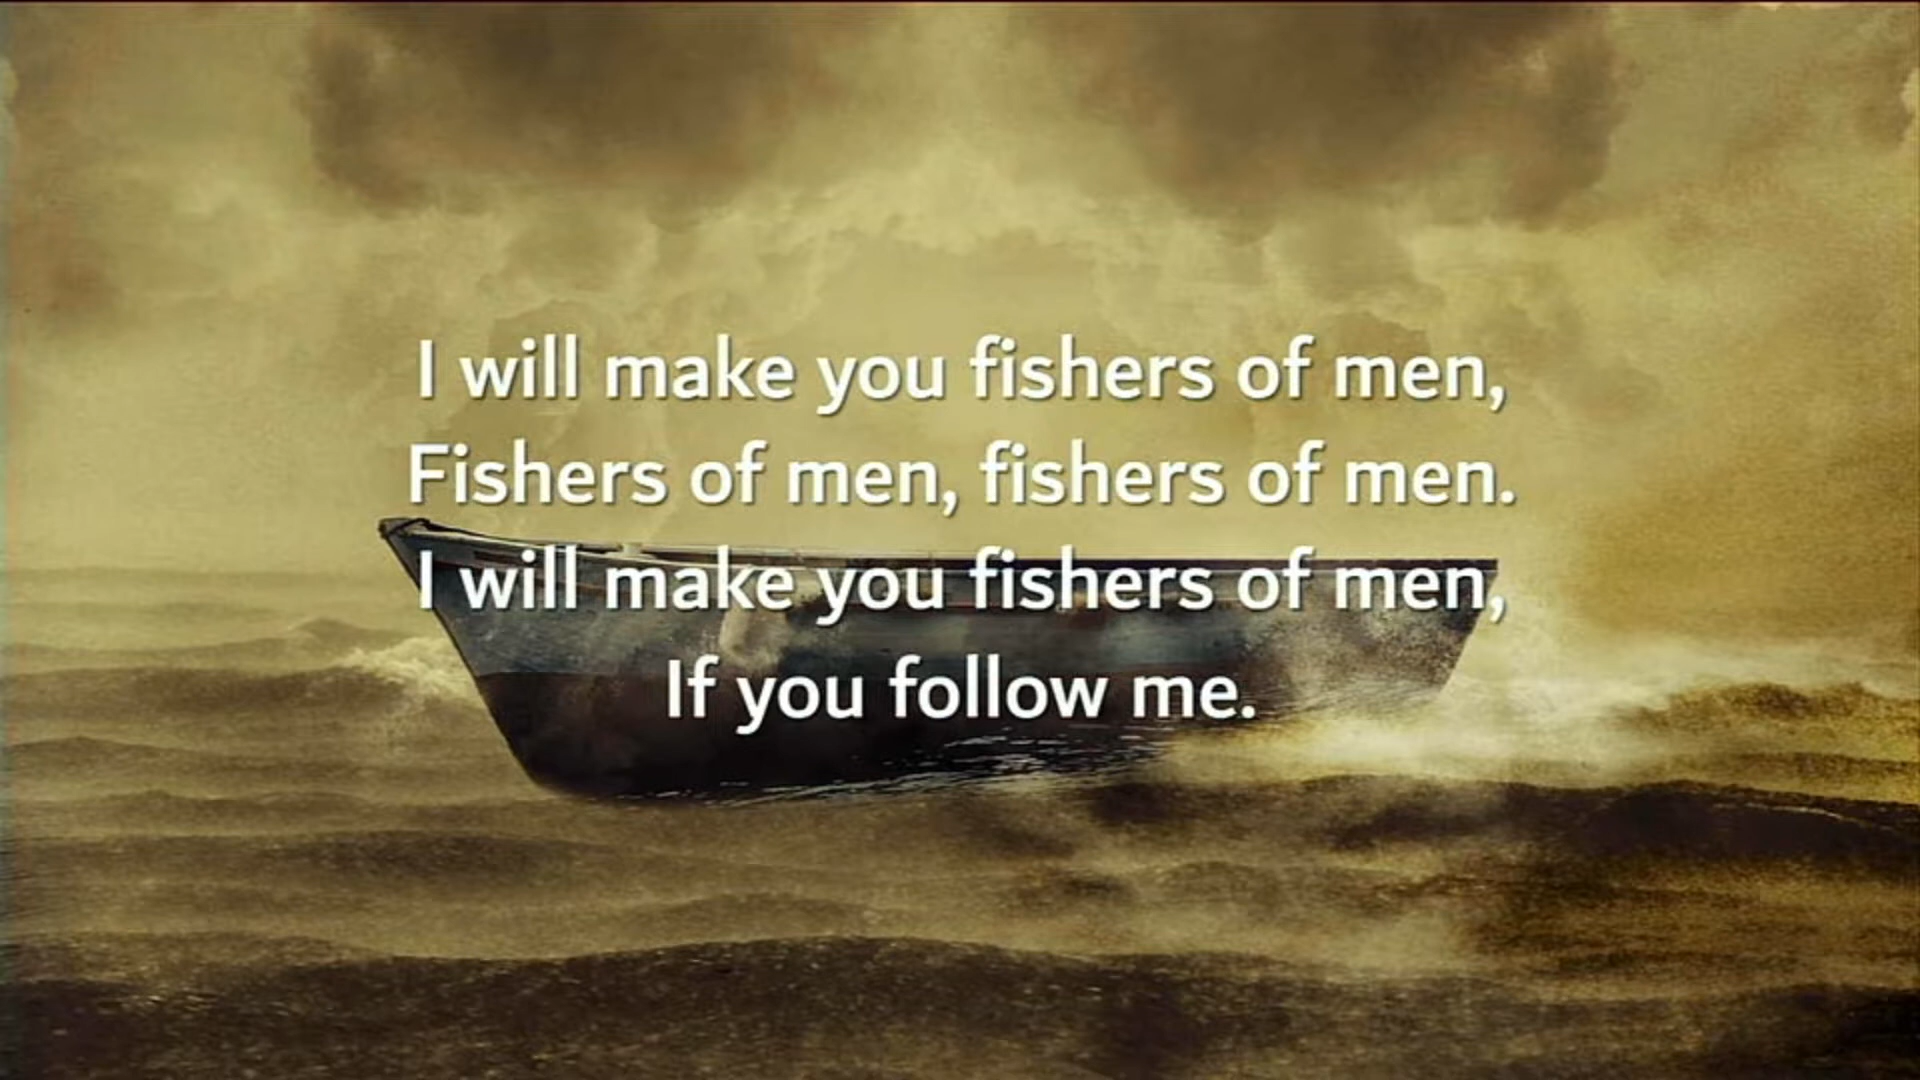 I will make you fishers of men,
Fishers of men, fishers of men.
I will make you fishers of men,
If you follow me.